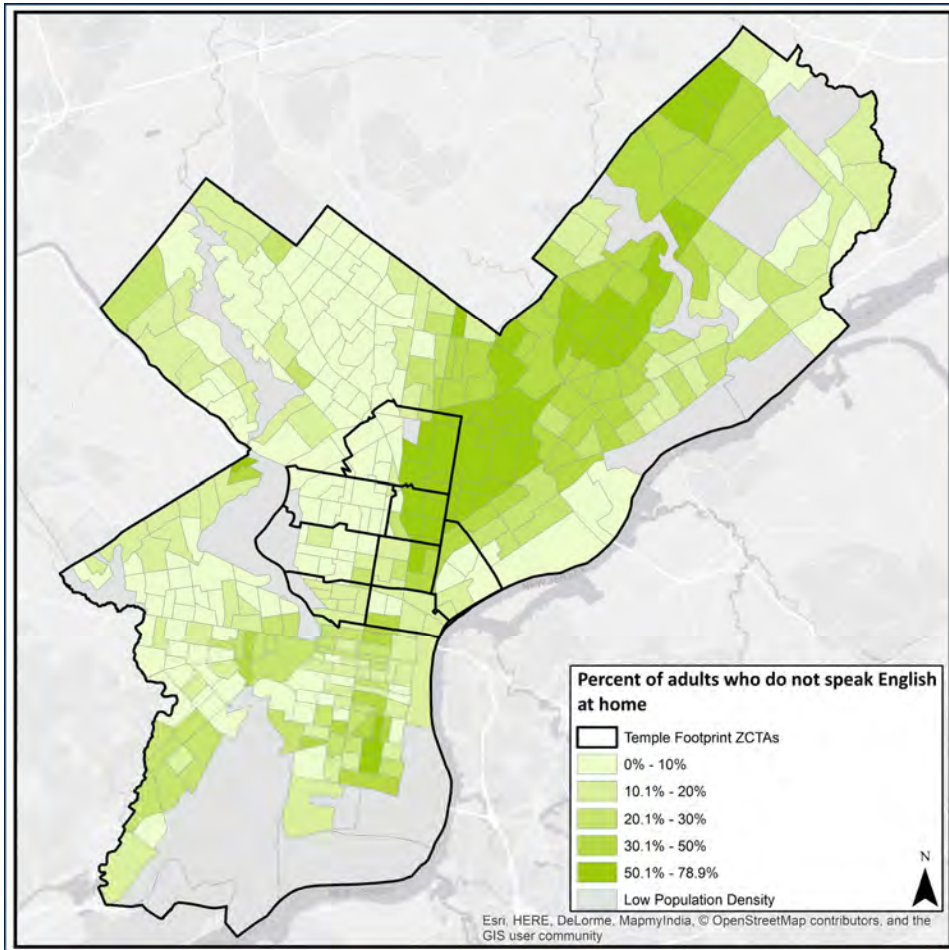 Percent of adults who do not speak English
at home
Temple Footprint ZCTAs
0% - 10%
10.1% - 20%
20.1% - 30%
30.1% - 50%
50.1% - 78.9%
Low Population Density
N
Esri, HERE, DeLorme, MapmyIndia, © OpenStreetMap contributors, and the
GIS user community